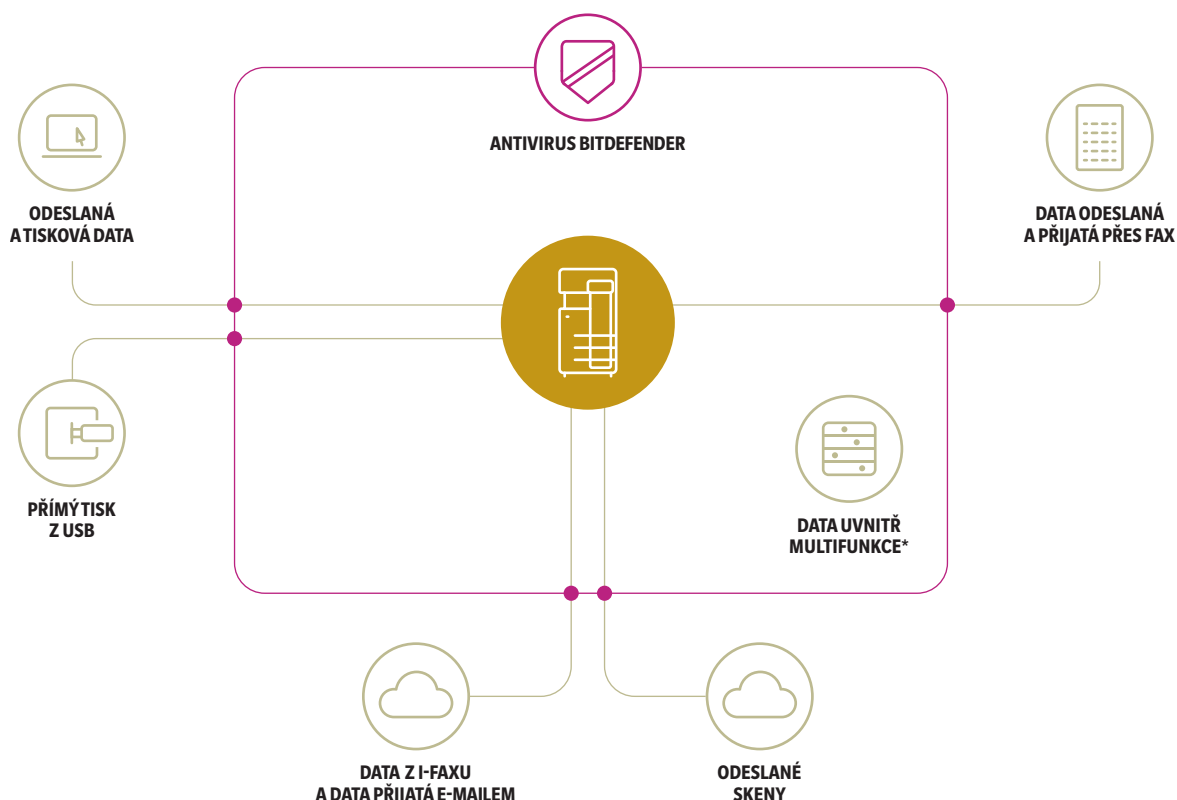 ANTIVIRUS BITDEFENDER
ODESLANÁ
A TISKOVÁ DATA
DATA ODESLANÁ
A PŘIJATÁ PŘES FAX
PŘÍMÝ TISK
Z USB
DATA UVNITŘ
MULTIFUNKCE*
DATA Z I-FAXU
A DATA PŘIJATÁ E-MAILEM
ODESLANÉ
SKENY